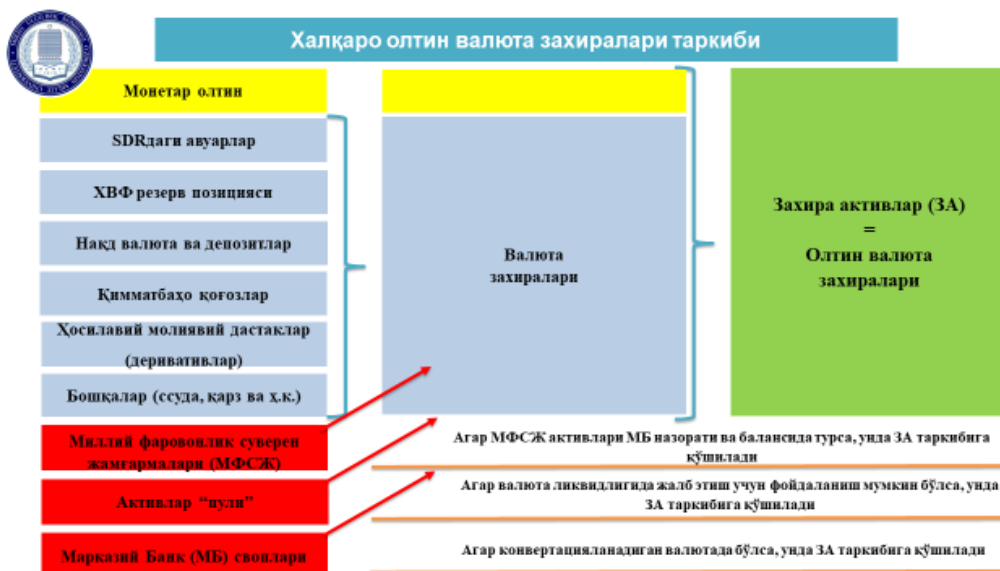 Халқаро олтин валюта захиралари таркиби
Монетар олтин
SDRдаги авуарлар
ХВФ резерв позицияси
Нақд валюта ва депозитлар
Қимматбаҳо қоғозлар
Ҳосилавий молиявий дастаклар
(деривативлар)
Бошқалар (ссуда, қарз ва ҳ.к.)
Миллий фаровонлик суверен
жамғармалари (МФСЖ)
Активлар “пули”
Марказий Банк (МБ) своплари
Валюта
захиралари
Захира активлар (ЗА)
=
Олтин валюта
захиралари
Агар МФСЖ активлари МБ назорати ва балансида турса, унда ЗА таркибига
қўшилади
Агар валюта ликвидлигида жалб этиш учун фойдаланиш мумкин бўлса, унда
ЗА таркибига қўшилади
Агар конвертацияланадиган валютада бўлса, унда ЗА таркибига қўшилади